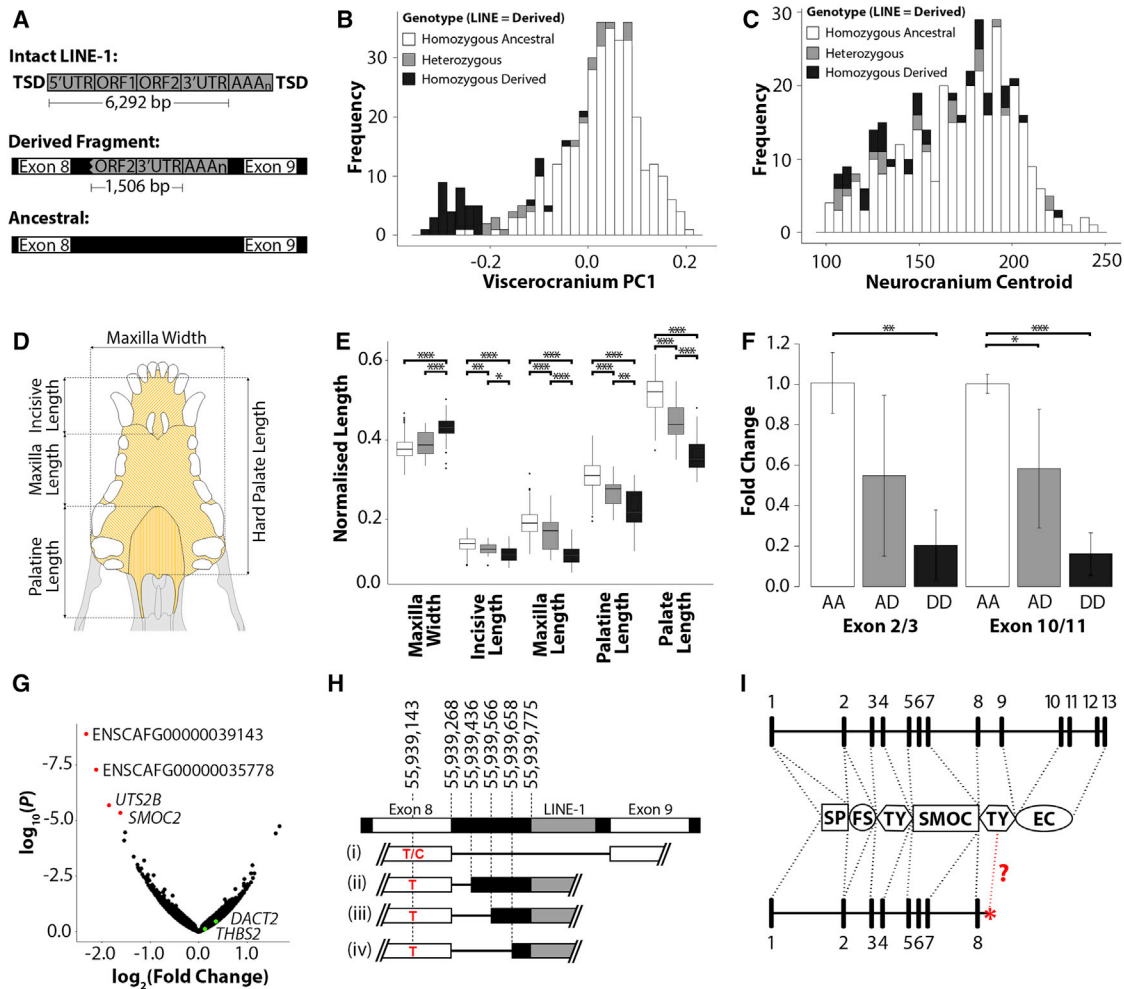 A
Intact LINE-1:
TSD 5'UTR ORF1 ORF2 3'UTR AAAn TSD
6,292 bp
Derived Fragment:
Exon 8 ORF2 3'UTR AAAn Exon 9
1,506 bp
Ancestral:
Exon 8 Exon 9
B
Genotype (LINE = Derived)
Homozygous Ancestral
Heterozygous
Homozygous Derived
Frequency
30
20
10
0
-0.2 0.0 0.2
Viscerocranium PC1
C
Genotype (LINE = Derived)
Homozygous Ancestral
Heterozygous
Homozygous Derived
Frequency
30
20
10
0
100 150 200 250
Neurocranium Centroid
D
Maxilla Width
Incisive Length
Maxilla Length
Palatine Length
Hard Palate Length
E
Normalised Length
0.6
0.4
0.2
0.0
*** ***
*** ** *
*** *** ***
*** *** **
*** *** ***
Maxilla Width
Incisive Length
Maxilla Length
Palatine Length
Palate Length
F
Fold Change
1.2
1.0
0.8
0.6
0.4
0.2
0.0
** *** *
AA AD DD AA AD DD
Exon 2/3 Exon 10/11
G
log10(P)
-7.5
-5.0
-2.5
0.0
ENSCAFG00000039143
ENSCAFG00000035778
UTS2B
SMOC2
DACT2
THBS2
-2.0 -1.0 0.0 1.0
log2(Fold Change)
H
55,939,143
55,939,268
55,939,436
55,939,566
55,939,658
55,939,775
Exon 8 LINE-1 Exon 9
(i) T/C
(ii) T
(iii) T
(iv) T
I
1 2 3 4 5 6 7 8 9 10 11 12 13
SP FS TY SMOC TY EC
?
*
1 2 3 4 5 6 7 8